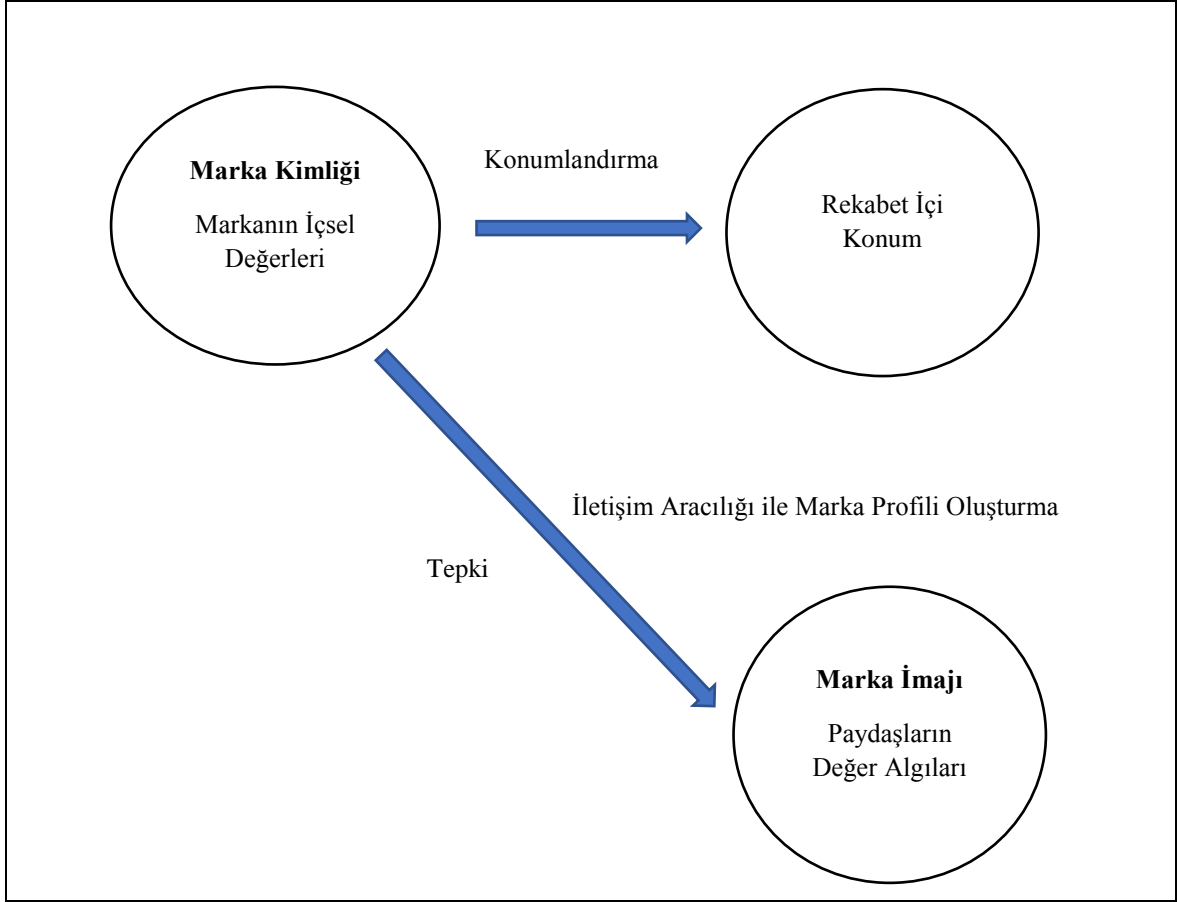 Marka Kimliği
Markanın İçsel
Değerleri
Konumlandırma
Rekabet İçi
Konum
İletişim Aracılığı ile Marka Profili Oluşturma
Tepki
Marka İmajı
Paydaşların
Değer Algıları